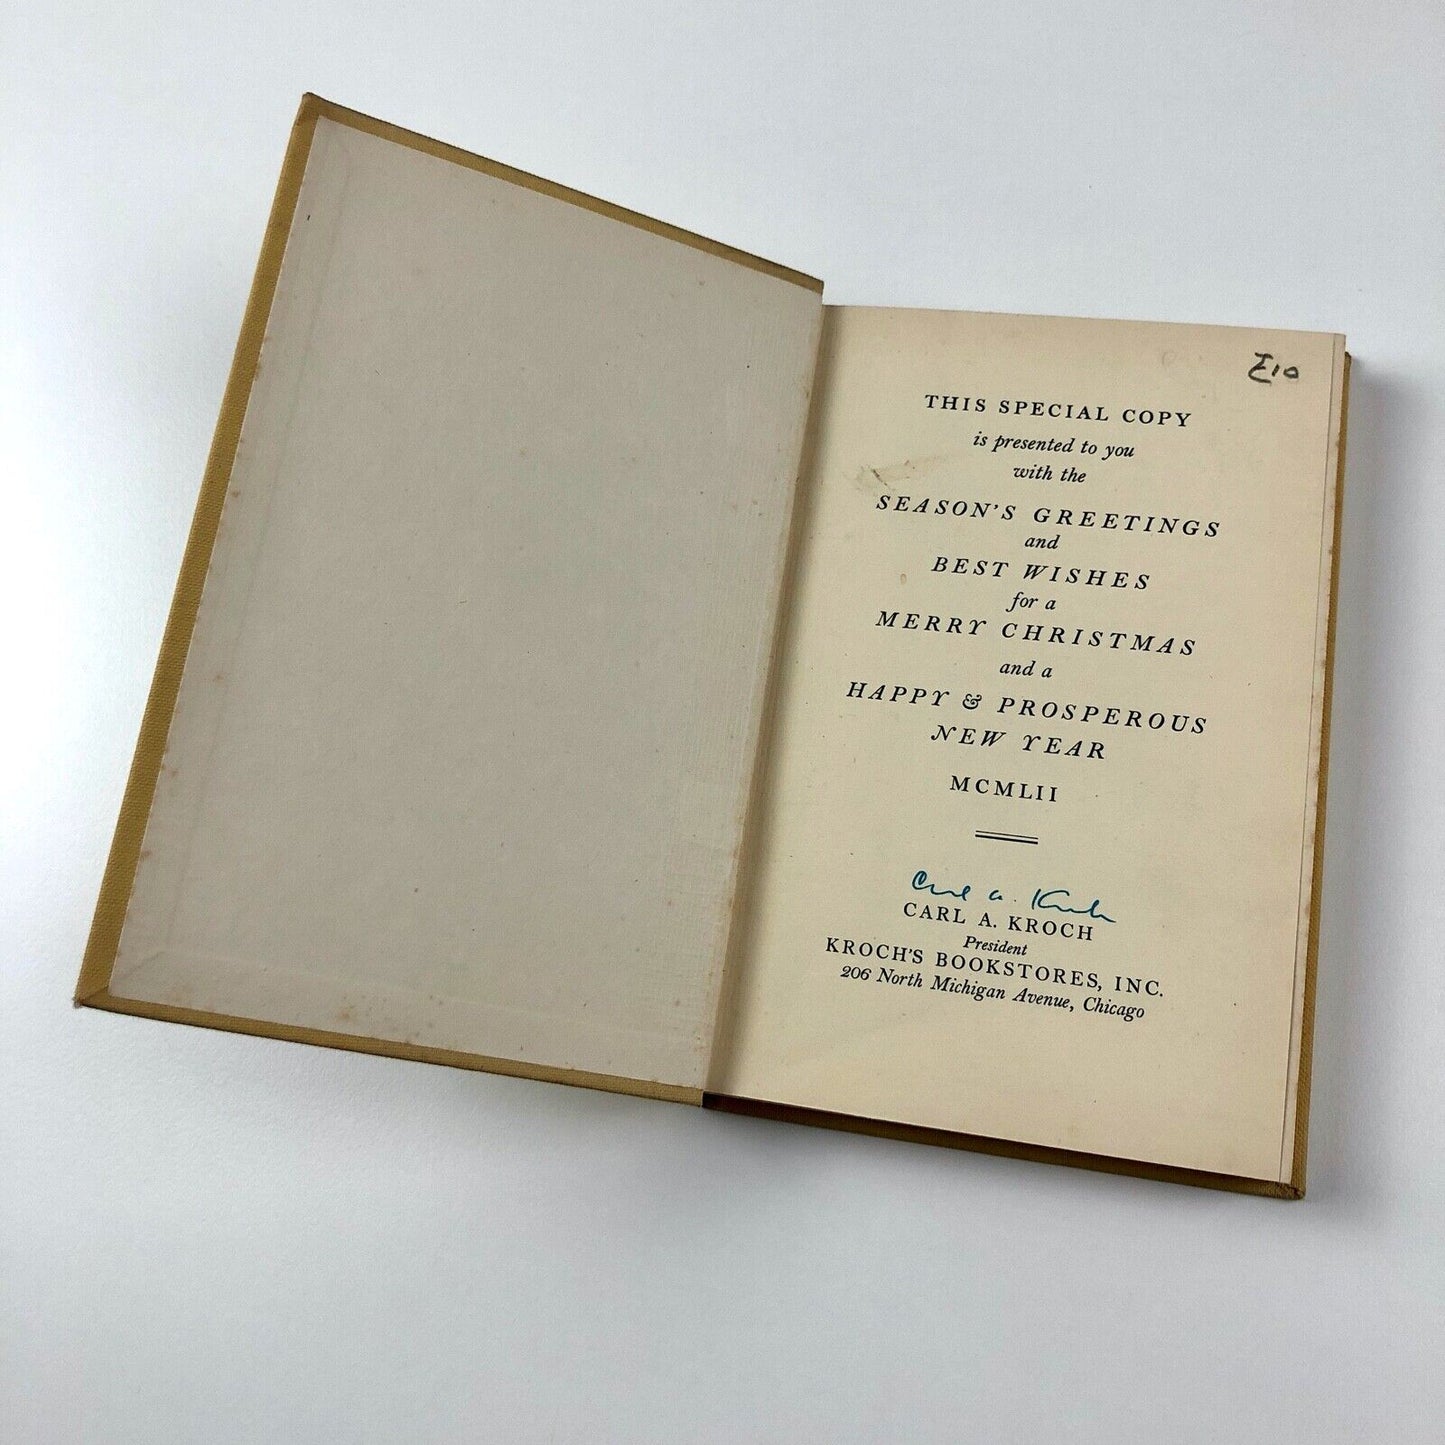 £10
THIS SPECIAL COPY
is presented to you
with the
SEASON'S GREETINGS
and
BEST WISHES
for a
MERRY CHRISTMAS
and a
HAPPY & PROSPEROUS
NEW YEAR
MCMLII
Carl A. Kroch
CARL A. KROCH
President
KROCH'S BOOKSTORES, INC.
206 North Michigan Avenue, Chicago